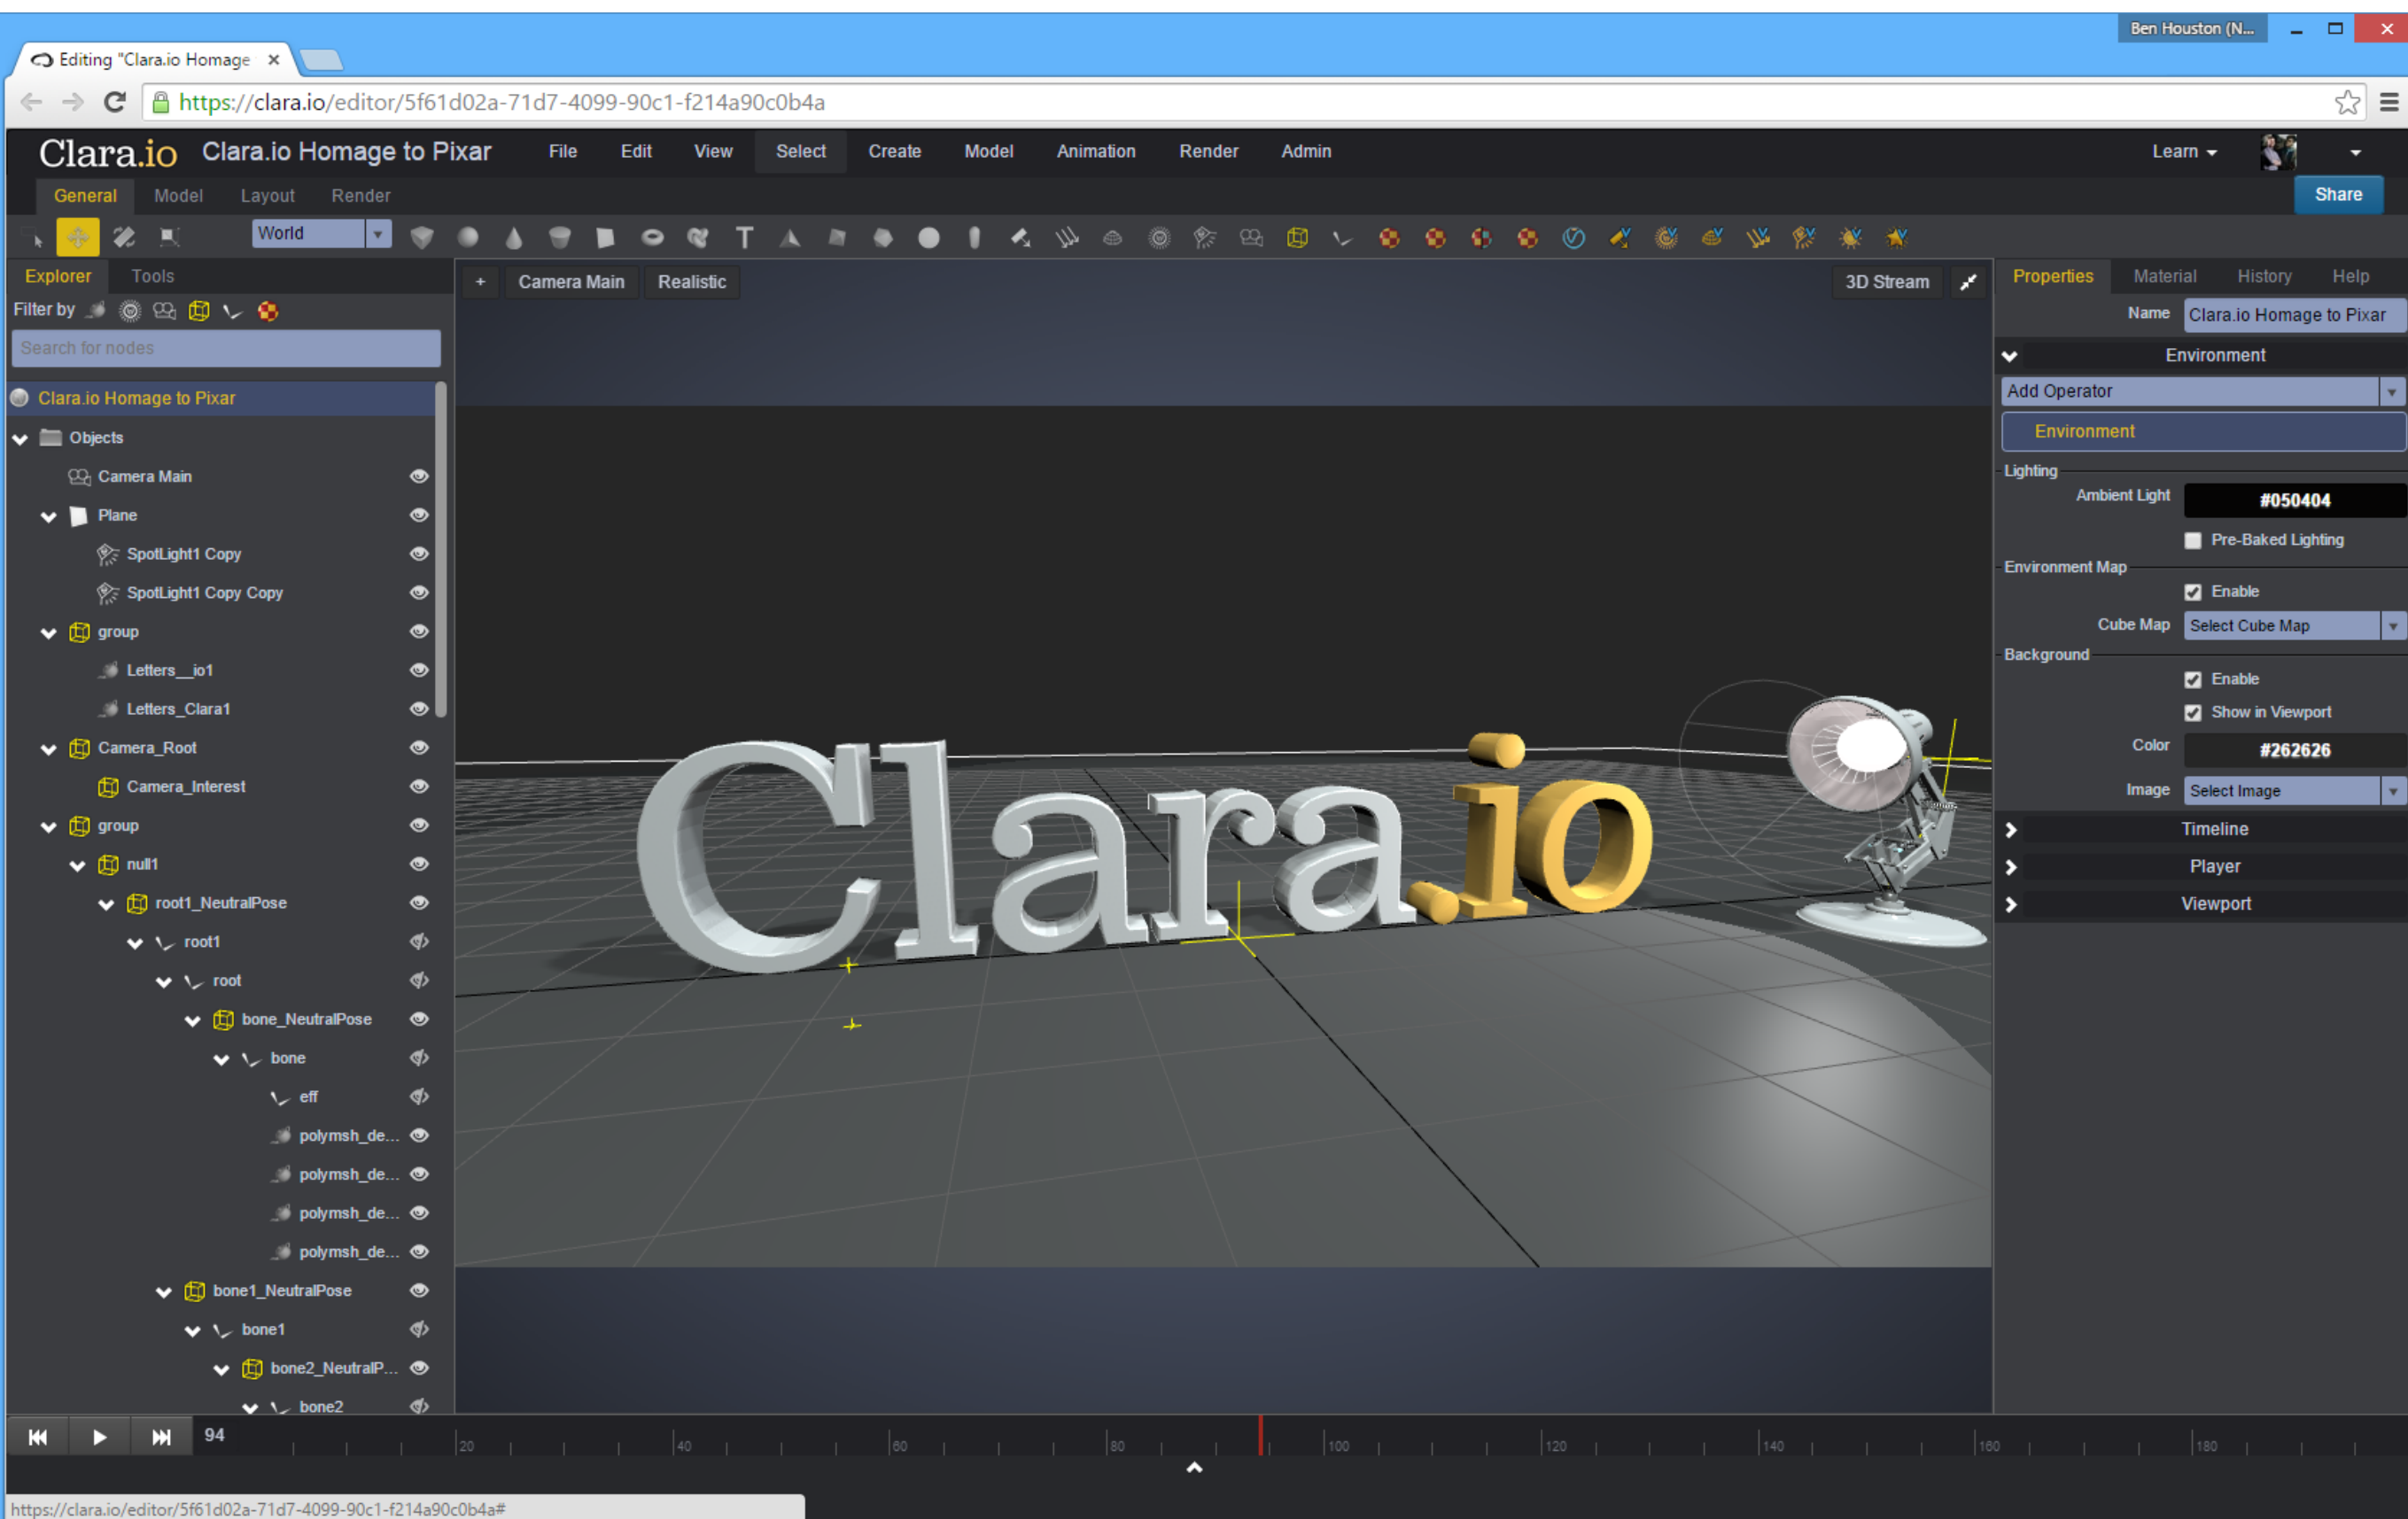 Ben Houston (N...
Editing "Clara.io Homage
https://clara.io/editor/5f61d02a-71d7-4099-90c1-f214a90c0b4a
Clara.io Clara.io Homage to Pixar File Edit View Select Create Model Animation Render Admin Learn
General Model Layout Render Share
World
Explorer Tools + Camera Main Realistic 3D Stream Properties Material History Help
Filter by
Name Clara.io Homage to Pixar
Search for nodes
Environment
Clara.io Homage to Pixar
Add Operator
Objects
Environment
Camera Main
Lighting
Ambient Light #050404
Plane
Pre-Baked Lighting
SpotLight1 Copy
Environment Map
SpotLight1 Copy Copy
Enable
group
Cube Map Select Cube Map
Letters__io1
Background
Enable
Letters_Clara1
Show in Viewport
Camera_Root
Color #262626
Camera_Interest
Image Select Image
group
Timeline
null1
Player
root1_NeutralPose
Viewport
Clara.io
root1
root
bone_NeutralPose
bone
eff
polymsh_de...
polymsh_de...
polymsh_de...
polymsh_de...
bone1_NeutralPose
bone1
bone2_NeutralP...
bone2
94 20 40 60 80 100 120 140 160 180
https://clara.io/editor/5f61d02a-71d7-4099-90c1-f214a90c0b4a#